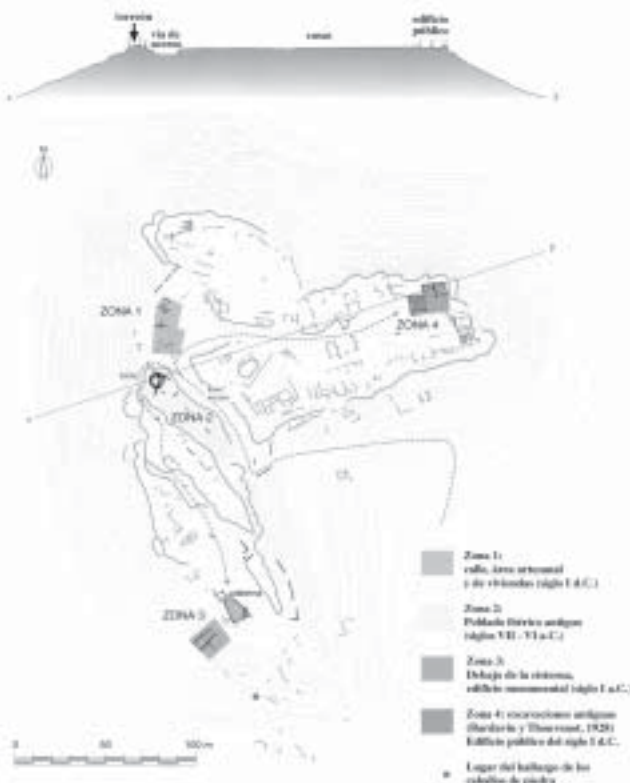 torreón
vía de acceso
casas
edificio público
N
ZONA 1
ZONA 4
ZONA 2
ZONA 3
Zona 1:
calle, área artesanal
y de viviendas (siglo I d.C.)
Zona 2:
Poblado ibérico antiguo
(siglos VII - VI a.C.)
Zona 3:
Debajo de la cisterna,
edificio monumental (siglo I a.C.)
Zona 4: excavaciones antiguas
(Bardavíu y Thouvenot, 1928)
Edificio público del siglo I d.C.
Lugar del hallazgo de los
caballos de piedra
0 50 100 m